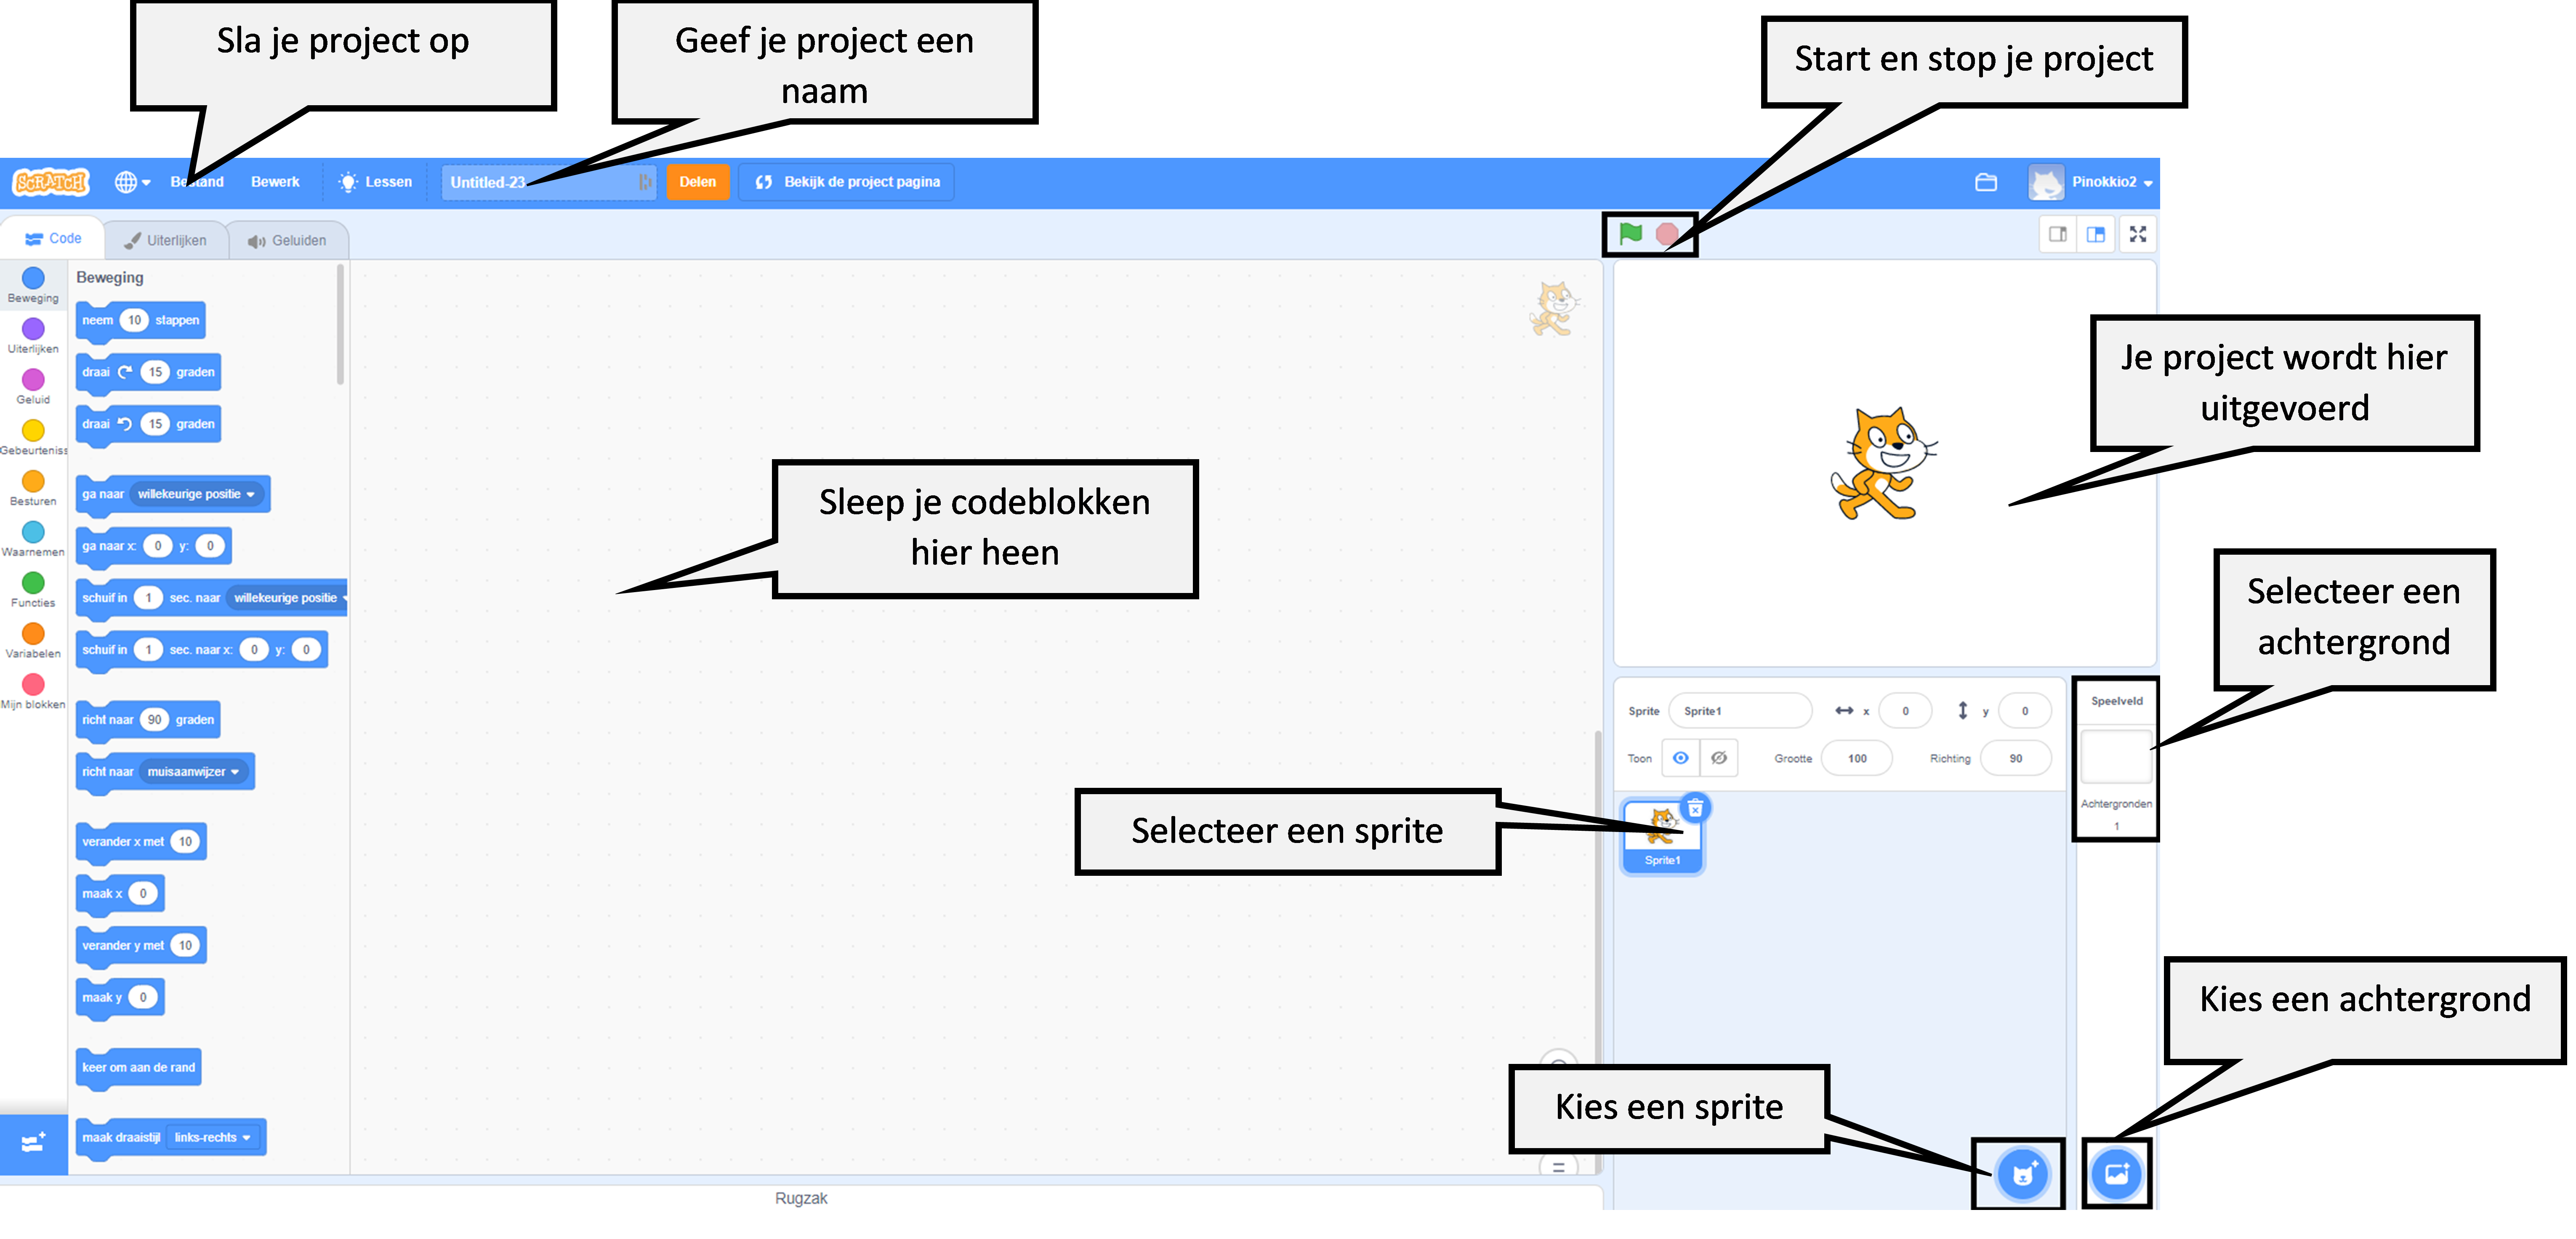 Sla je project op
Geef je project een
naam
Start en stop je project
SCRATCH
Bestand
Bewerk
Lessen
Untitled-23
Delen
Bekijk de project pagina
Pinokkio2
Code
Uiterlijken
Geluiden
Beweging
Uiterlijken
Geluid
Gebeurteniss
Besturen
Waarnemen
Functies
Variabelen
Mijn blokken
Beweging
neem 10 stappen
draai 15 graden
draai 15 graden
ga naar willekeurige positie
ga naar x: 0 y: 0
schuif in 1 sec. naar willekeurige positie
schuif in 1 sec. naar x: 0 y: 0
richt naar 90 graden
richt naar muisaanwijzer
verander x met 10
maak x 0
verander y met 10
maak y 0
keer om aan de rand
maak draaistijl links-rechts
Sleep je codeblokken
hier heen
Je project wordt hier
uitgevoerd
Selecteer een
achtergrond
Sprite Sprite1 x 0 y 0
Toon Grootte 100 Richting 90
Speelveld
Achtergronden
1
Selecteer een sprite
Sprite1
Kies een achtergrond
Kies een sprite
Rugzak